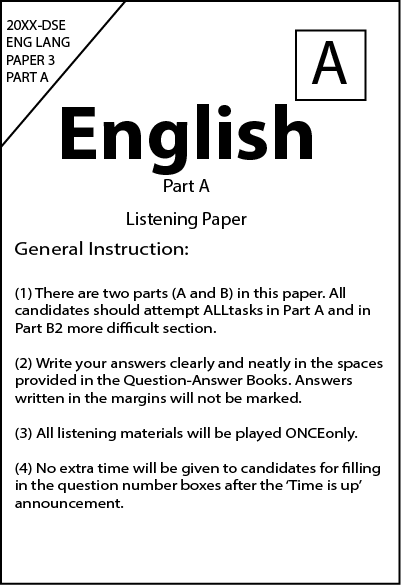 20XX-DSE
ENG LANG
PAPER 3
PART A
A
English
Part A
Listening Paper
General Instruction:
(1) There are two parts (A and B) in this paper. All
candidates should attempt ALLtasks in Part A and in
Part B2 more difficult section.
(2) Write your answers clearly and neatly in the spaces
provided in the Question-Answer Books. Answers
written in the margins will not be marked.
(3) All listening materials will be played ONCEonly.
(4) No extra time will be given to candidates for filling
in the question number boxes after the ‘Time is up’
announcement.